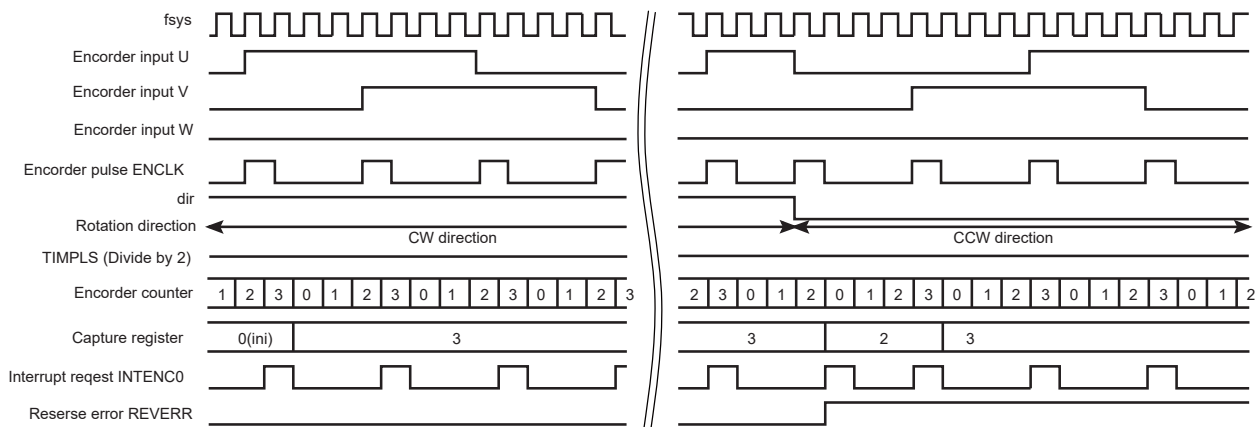 fsys
Encorder input U
Encorder input V
Encorder input W
Encorder pulse ENCLK
dir
Rotation direction
CW direction
CCW direction
TIMPLS (Divide by 2)
Encorder counter
1 2 3 0 1 2 3 0 1 2 3 0 1 2 3
2 3 0 1 2 0 1 2 3 0 1 2 3 0 1 2 3 0 1 2
Capture register
0(ini) 3
3 2 3
Interrupt reqest INTENC0
Reserse error REVERR